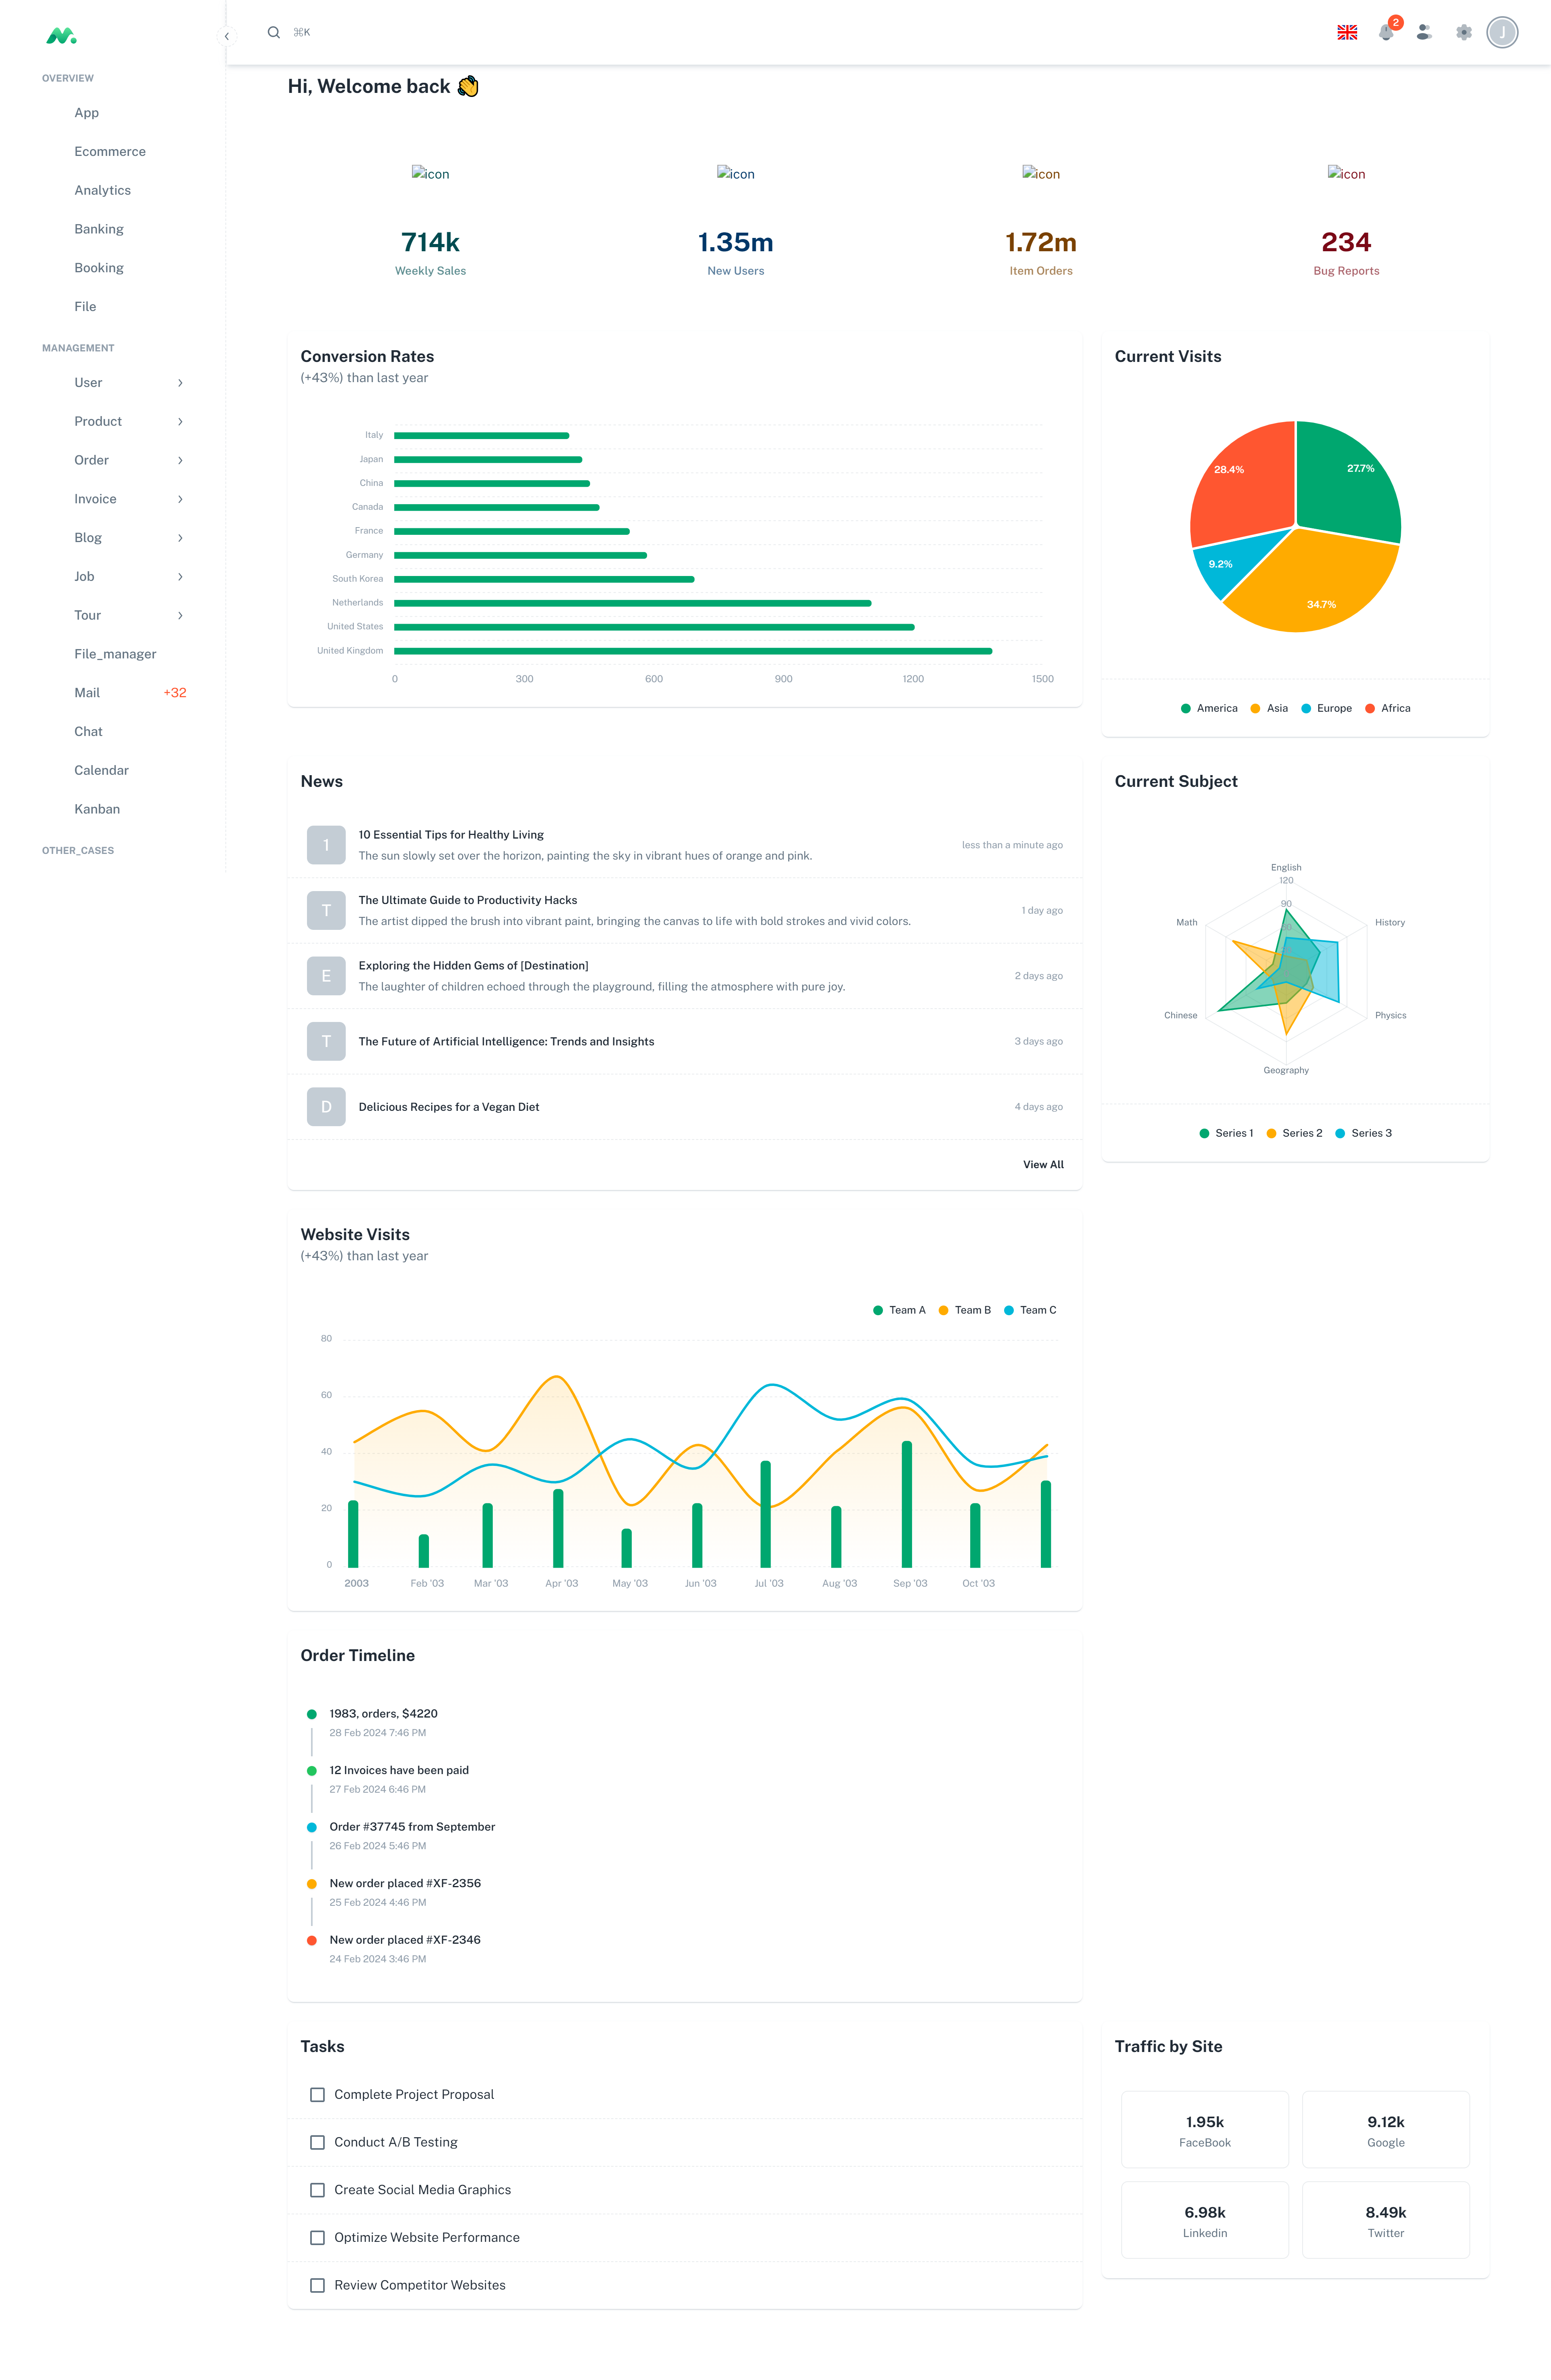 ⌘K
2
J
OVERVIEW
App
Ecommerce
Analytics
Banking
Booking
File
MANAGEMENT
User
Product
Order
Invoice
Blog
Job
Tour
File_manager
Mail +32
Chat
Calendar
Kanban
OTHER_CASES
Hi, Welcome back 👋
icon
714k
Weekly Sales
icon
1.35m
New Users
icon
1.72m
Item Orders
icon
234
Bug Reports
Conversion Rates
(+43%) than last year
Italy
Japan
China
Canada
France
Germany
South Korea
Netherlands
United States
United Kingdom
0 300 600 900 1200 1500
Current Visits
28.4% 27.7%
9.2%
34.7%
America Asia Europe Africa
News
1
10 Essential Tips for Healthy Living
The sun slowly set over the horizon, painting the sky in vibrant hues of orange and pink.
less than a minute ago
T
The Ultimate Guide to Productivity Hacks
The artist dipped the brush into vibrant paint, bringing the canvas to life with bold strokes and vivid colors.
1 day ago
E
Exploring the Hidden Gems of [Destination]
The laughter of children echoed through the playground, filling the atmosphere with pure joy.
2 days ago
T
The Future of Artificial Intelligence: Trends and Insights
3 days ago
D
Delicious Recipes for a Vegan Diet
4 days ago
View All
Current Subject
English
120
90
Math History
Chinese Physics
Geography
Series 1 Series 2 Series 3
Website Visits
(+43%) than last year
Team A Team B Team C
80
60
40
20
0
2003 Feb '03 Mar '03 Apr '03 May '03 Jun '03 Jul '03 Aug '03 Sep '03 Oct '03
Order Timeline
1983, orders, $4220
28 Feb 2024 7:46 PM
12 Invoices have been paid
27 Feb 2024 6:46 PM
Order #37745 from September
26 Feb 2024 5:46 PM
New order placed #XF-2356
25 Feb 2024 4:46 PM
New order placed #XF-2346
24 Feb 2024 3:46 PM
Tasks
Complete Project Proposal
Conduct A/B Testing
Create Social Media Graphics
Optimize Website Performance
Review Competitor Websites
Traffic by Site
1.95k
FaceBook
9.12k
Google
6.98k
Linkedin
8.49k
Twitter